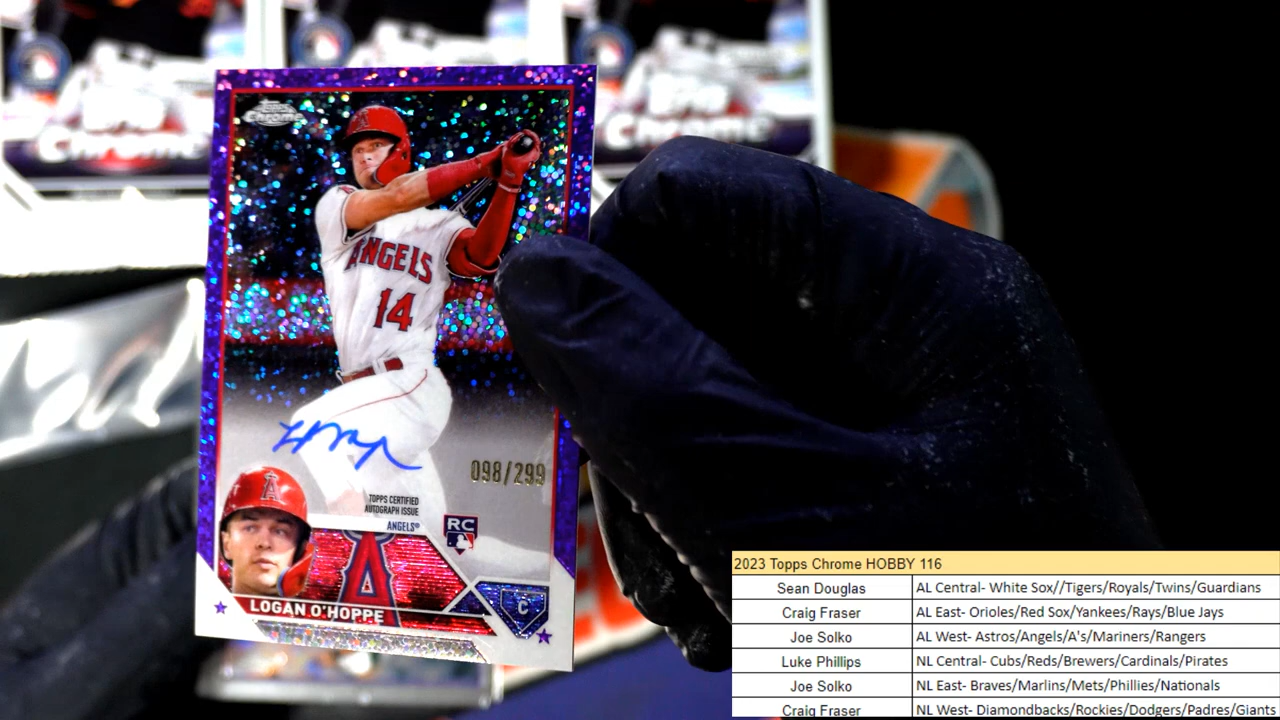 Topps
Chrome
ANGELS
14
098/299
TOPPS CERTIFIED
AUTOGRAPH ISSUE
ANGELS®
RC
A
LOGAN O'HOPPE
C
Chrome
Chrome
2023 Topps Chrome HOBBY 116
Sean Douglas AL Central- White Sox//Tigers/Royals/Twins/Guardians
Craig Fraser AL East- Orioles/Red Sox/Yankees/Rays/Blue Jays
Joe Solko AL West- Astros/Angels/A's/Mariners/Rangers
Luke Phillips NL Central- Cubs/Reds/Brewers/Cardinals/Pirates
Joe Solko NL East- Braves/Marlins/Mets/Phillies/Nationals
Craig Fraser NL West- Diamondbacks/Rockies/Dodgers/Padres/Giants